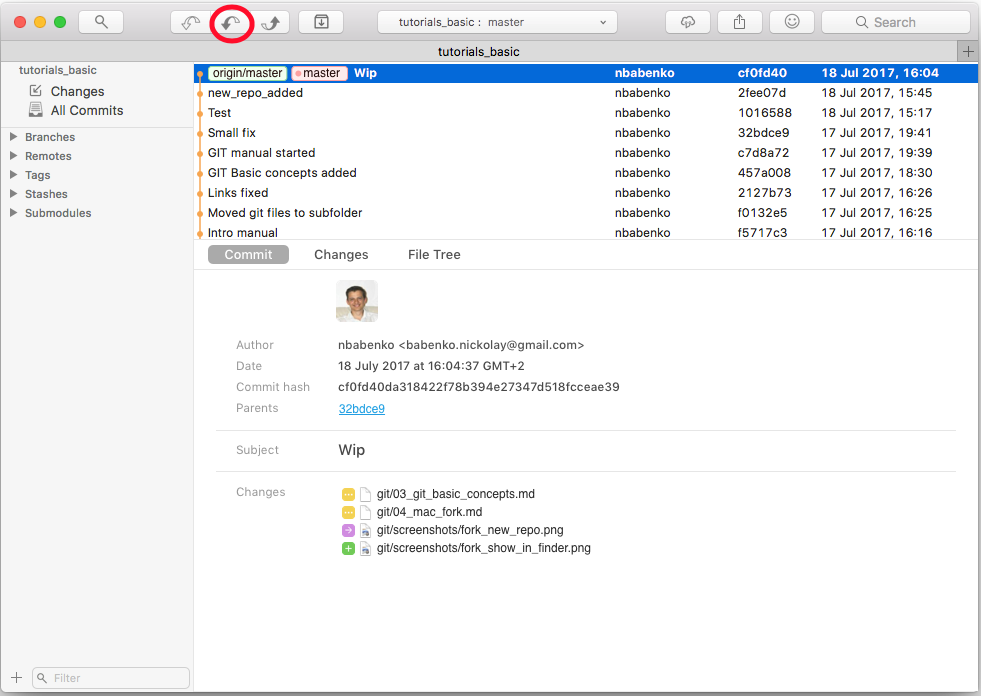 tutorials_basic : master
Search
tutorials_basic
tutorials_basic
Changes
All Commits
Branches
Remotes
Tags
Stashes
Submodules
Filter
origin/master master Wip nbabenko cf0fd40 18 Jul 2017, 16:04
new_repo_added nbabenko 2fee07d 18 Jul 2017, 15:45
Test nbabenko 1016588 18 Jul 2017, 15:17
Small fix nbabenko 32bdce9 17 Jul 2017, 19:41
GIT manual started nbabenko c7d8a72 17 Jul 2017, 19:39
GIT Basic concepts added nbabenko 457a008 17 Jul 2017, 18:30
Links fixed nbabenko 2127b73 17 Jul 2017, 16:26
Moved git files to subfolder nbabenko f0132e5 17 Jul 2017, 16:25
Intro manual nbabenko f5717c3 17 Jul 2017, 16:16
Commit Changes File Tree
Author nbabenko <babenko.nickolay@gmail.com>
Date 18 July 2017 at 16:04:37 GMT+2
Commit hash cf0fd40da318422f78b394e27347d518fcceae39
Parents 32bdce9
Subject Wip
Changes git/03_git_basic_concepts.md
git/04_mac_fork.md
git/screenshots/fork_new_repo.png
git/screenshots/fork_show_in_finder.png